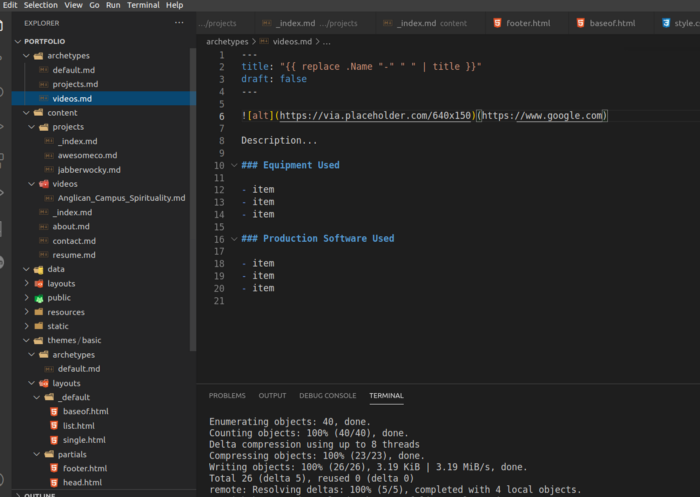 Edit Selection View Go Run Terminal Help
EXPLORER ...
.../projects _index.md .../projects _index.md content footer.html baseof.html style.c
PORTFOLIO
archetypes
default.md
projects.md
videos.md
content
projects
_index.md
awesomeco.md
jabberwocky.md
videos
Anglican_Campus_Spirituality.md
_index.md
about.md
contact.md
resume.md
data
layouts
public
resources
static
themes/basic
archetypes
default.md
layouts
_default
baseof.html
list.html
single.html
partials
footer.html
head.html
OUTLINE
archetypes > videos.md > ...
1 ---
2 title: "{{ replace .Name "-" " " | title }}"
3 draft: false
4 ---
5
6 ![alt](https://via.placeholder.com/640x150)(https://www.google.com)
7
8 Description...
9
10 ### Equipment Used
11
12 - item
13 - item
14 - item
15
16 ### Production Software Used
17
18 - item
19 - item
20 - item
21
PROBLEMS OUTPUT DEBUG CONSOLE TERMINAL
Enumerating objects: 40, done.
Counting objects: 100% (40/40), done.
Delta compression using up to 8 threads
Compressing objects: 100% (23/23), done.
Writing objects: 100% (26/26), 3.19 KiB | 3.19 MiB/s, done.
Total 26 (delta 5), reused 0 (delta 0)
remote: Resolving deltas: 100% (5/5), completed with 4 local objects.